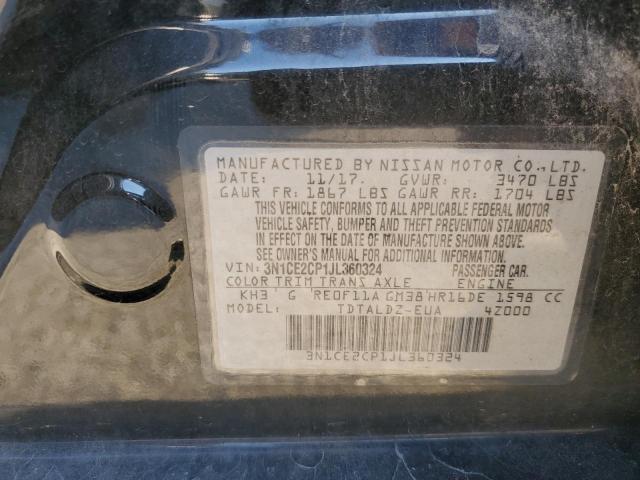 MANUFACTURED BY NISSAN MOTOR CO., LTD.
DATE: 11/17. GVWR: 3470 LBS
GAWR FR: 1867 LBS GAWR RR: 1704 LBS
THIS VEHICLE CONFORMS TO ALL APPLICABLE FEDERAL MOTOR
VEHICLE SAFETY, BUMPER AND THEFT PREVENTION STANDARDS
IN EFFECT ON THE DATE OF MANUFACTURE SHOWN ABOVE.
SEE OWNER'S MANUAL FOR ADDITIONAL INFORMATION.
VIN: 3N1CE2CP1JL360324 PASSENGER CAR.
COLOR TRIM TRANS AXLE ENGINE
KH3 G RE0F11A GM38 HR16DE 1598 CC
MODEL: TDTALDZ-EUA 4Z000
3N1CE2CP1JL360324